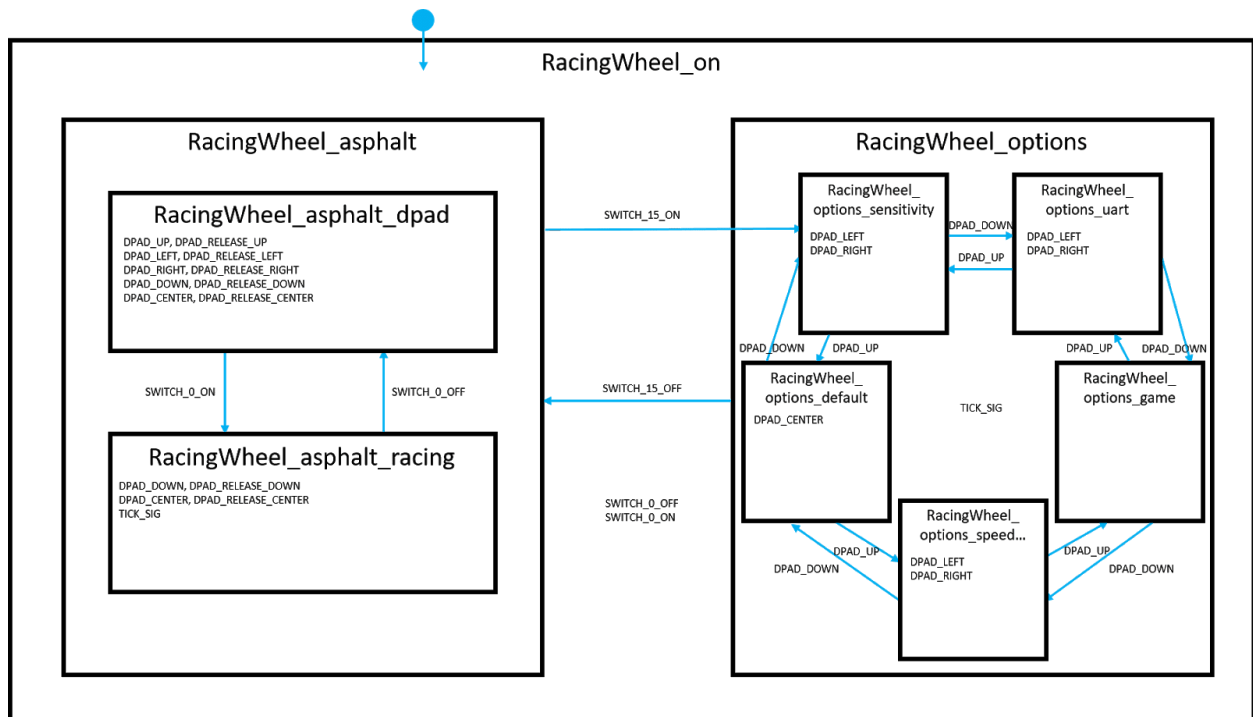 RacingWheel_on
RacingWheel_asphalt
RacingWheel_asphalt_dpad
DPAD_UP, DPAD_RELEASE_UP
DPAD_LEFT, DPAD_RELEASE_LEFT
DPAD_RIGHT, DPAD_RELEASE_RIGHT
DPAD_DOWN, DPAD_RELEASE_DOWN
DPAD_CENTER, DPAD_RELEASE_CENTER
SWITCH_0_ON
SWITCH_0_OFF
RacingWheel_asphalt_racing
DPAD_DOWN, DPAD_RELEASE_DOWN
DPAD_CENTER, DPAD_RELEASE_CENTER
TICK_SIG
SWITCH_15_ON
SWITCH_15_OFF
SWITCH_0_OFF
SWITCH_0_ON
RacingWheel_options
RacingWheel_
options_sensitivity
DPAD_LEFT
DPAD_RIGHT
DPAD_DOWN
DPAD_UP
RacingWheel_
options_uart
DPAD_LEFT
DPAD_RIGHT
DPAD_DOWN
DPAD_UP
DPAD_UP
DPAD_DOWN
RacingWheel_
options_default
DPAD_CENTER
TICK_SIG
RacingWheel_
options_game
DPAD_UP
DPAD_DOWN
RacingWheel_
options_speed...
DPAD_LEFT
DPAD_RIGHT
DPAD_UP
DPAD_DOWN